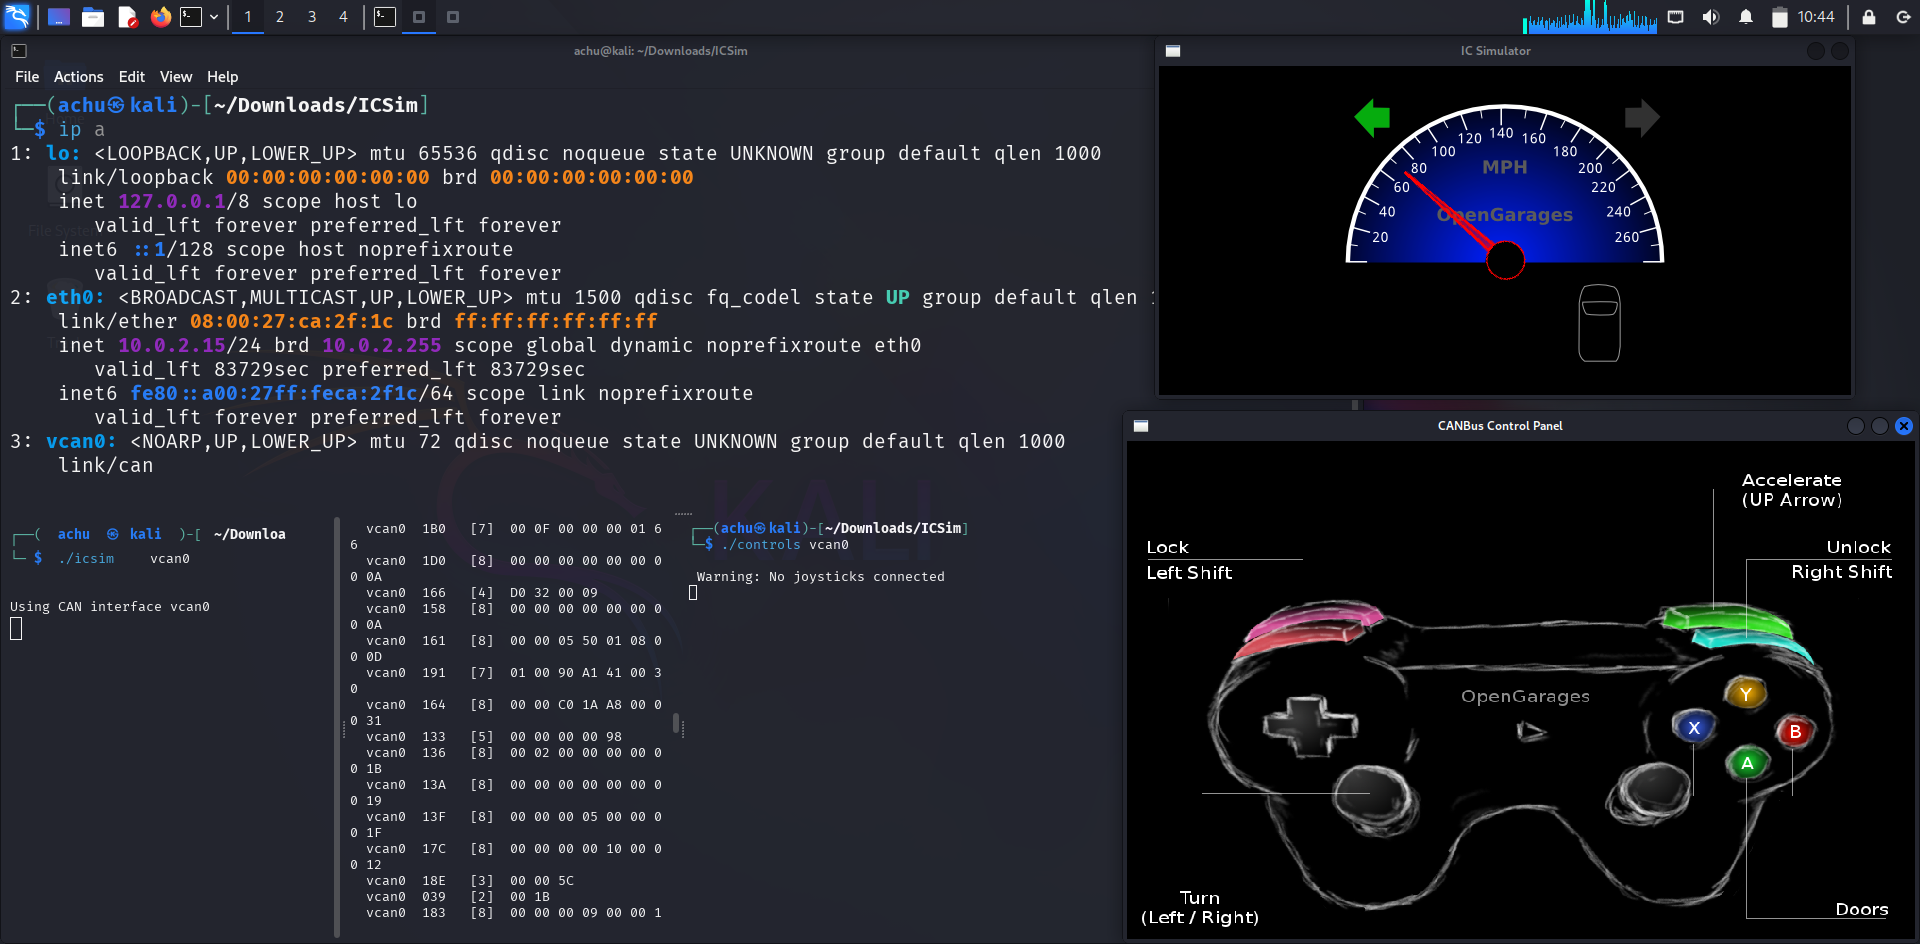 1 2 3 4
10:44
achu@kali: ~/Downloads/ICSim
File Actions Edit View Help
┌──(achu㉿kali)-[~/Downloads/ICSim]
└─$ ip a
1: lo: <LOOPBACK,UP,LOWER_UP> mtu 65536 qdisc noqueue state UNKNOWN group default qlen 1000
link/loopback 00:00:00:00:00:00 brd 00:00:00:00:00:00
inet 127.0.0.1/8 scope host lo
valid_lft forever preferred_lft forever
inet6 ::1/128 scope host noprefixroute
valid_lft forever preferred_lft forever
2: eth0: <BROADCAST,MULTICAST,UP,LOWER_UP> mtu 1500 qdisc fq_codel state UP group default qlen 1
link/ether 08:00:27:ca:2f:1c brd ff:ff:ff:ff:ff:ff
inet 10.0.2.15/24 brd 10.0.2.255 scope global dynamic noprefixroute eth0
valid_lft 83729sec preferred_lft 83729sec
inet6 fe80::a00:27ff:feca:2f1c/64 scope link noprefixroute
valid_lft forever preferred_lft forever
3: vcan0: <NOARP,UP,LOWER_UP> mtu 72 qdisc noqueue state UNKNOWN group default qlen 1000
link/can
┌──( achu ㉿ kali )-[ ~/Downloa
└─ $ ./icsim vcan0
Using CAN interface vcan0
vcan0 1B0 [7] 00 0F 00 00 00 01 6
6
vcan0 1D0 [8] 00 00 00 00 00 00 0
0 0A
vcan0 166 [4] D0 32 00 09
vcan0 158 [8] 00 00 00 00 00 00 0
0 0A
vcan0 161 [8] 00 00 05 50 01 08 0
0 0D
vcan0 191 [7] 01 00 90 A1 41 00 3
0
vcan0 164 [8] 00 00 C0 1A A8 00 0
0 31
vcan0 133 [5] 00 00 00 00 98
vcan0 136 [8] 00 02 00 00 00 00 0
0 1B
vcan0 13A [8] 00 00 00 00 00 00 0
0 19
vcan0 13F [8] 00 00 00 05 00 00 0
0 1F
vcan0 17C [8] 00 00 00 00 10 00 0
0 12
vcan0 18E [3] 00 00 5C
vcan0 039 [2] 00 1B
vcan0 183 [8] 00 00 00 09 00 00 1
┌──(achu㉿kali)-[~/Downloads/ICSim]
└─$ ./controls vcan0
Warning: No joysticks connected
KALI
File System
IC Simulator
20 40 60 80 100 120 140 160 180 200 220 240 260
MPH
OpenGarages
CANBus Control Panel
Accelerate
(UP Arrow)
Lock
Left Shift
Unlock
Right Shift
OpenGarages
Y
X
B
A
Turn
(Left / Right)
Doors